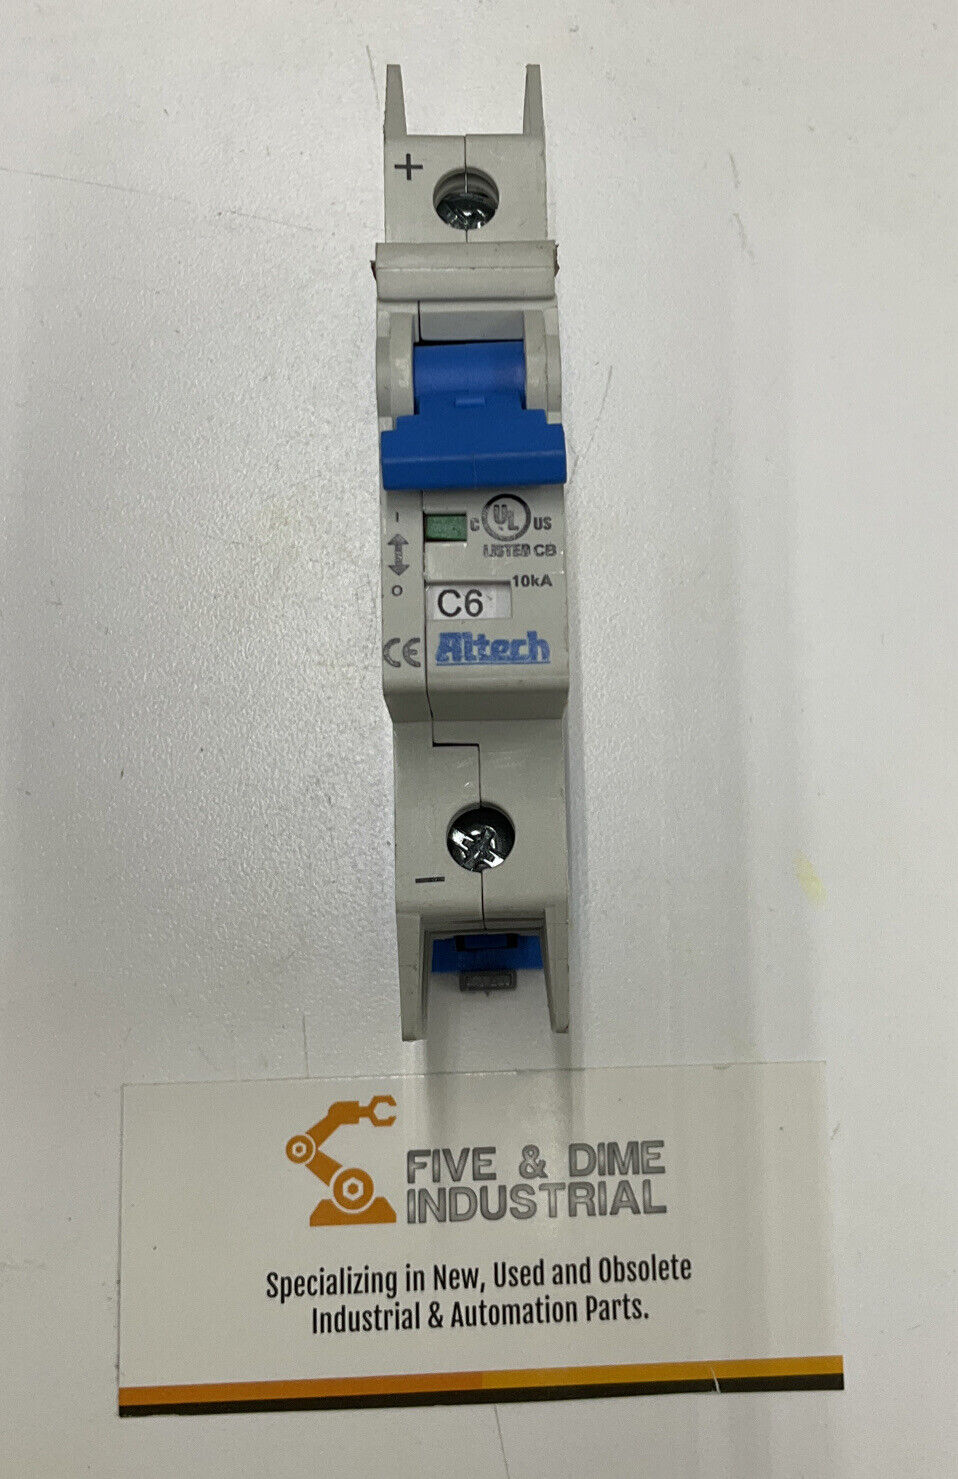 +
I
C UL US
LISTED CB
O
10kA
C6
CE Altech
—
FIVE & DIME
INDUSTRIAL
Specializing in New, Used and Obsolete
Industrial & Automation Parts.